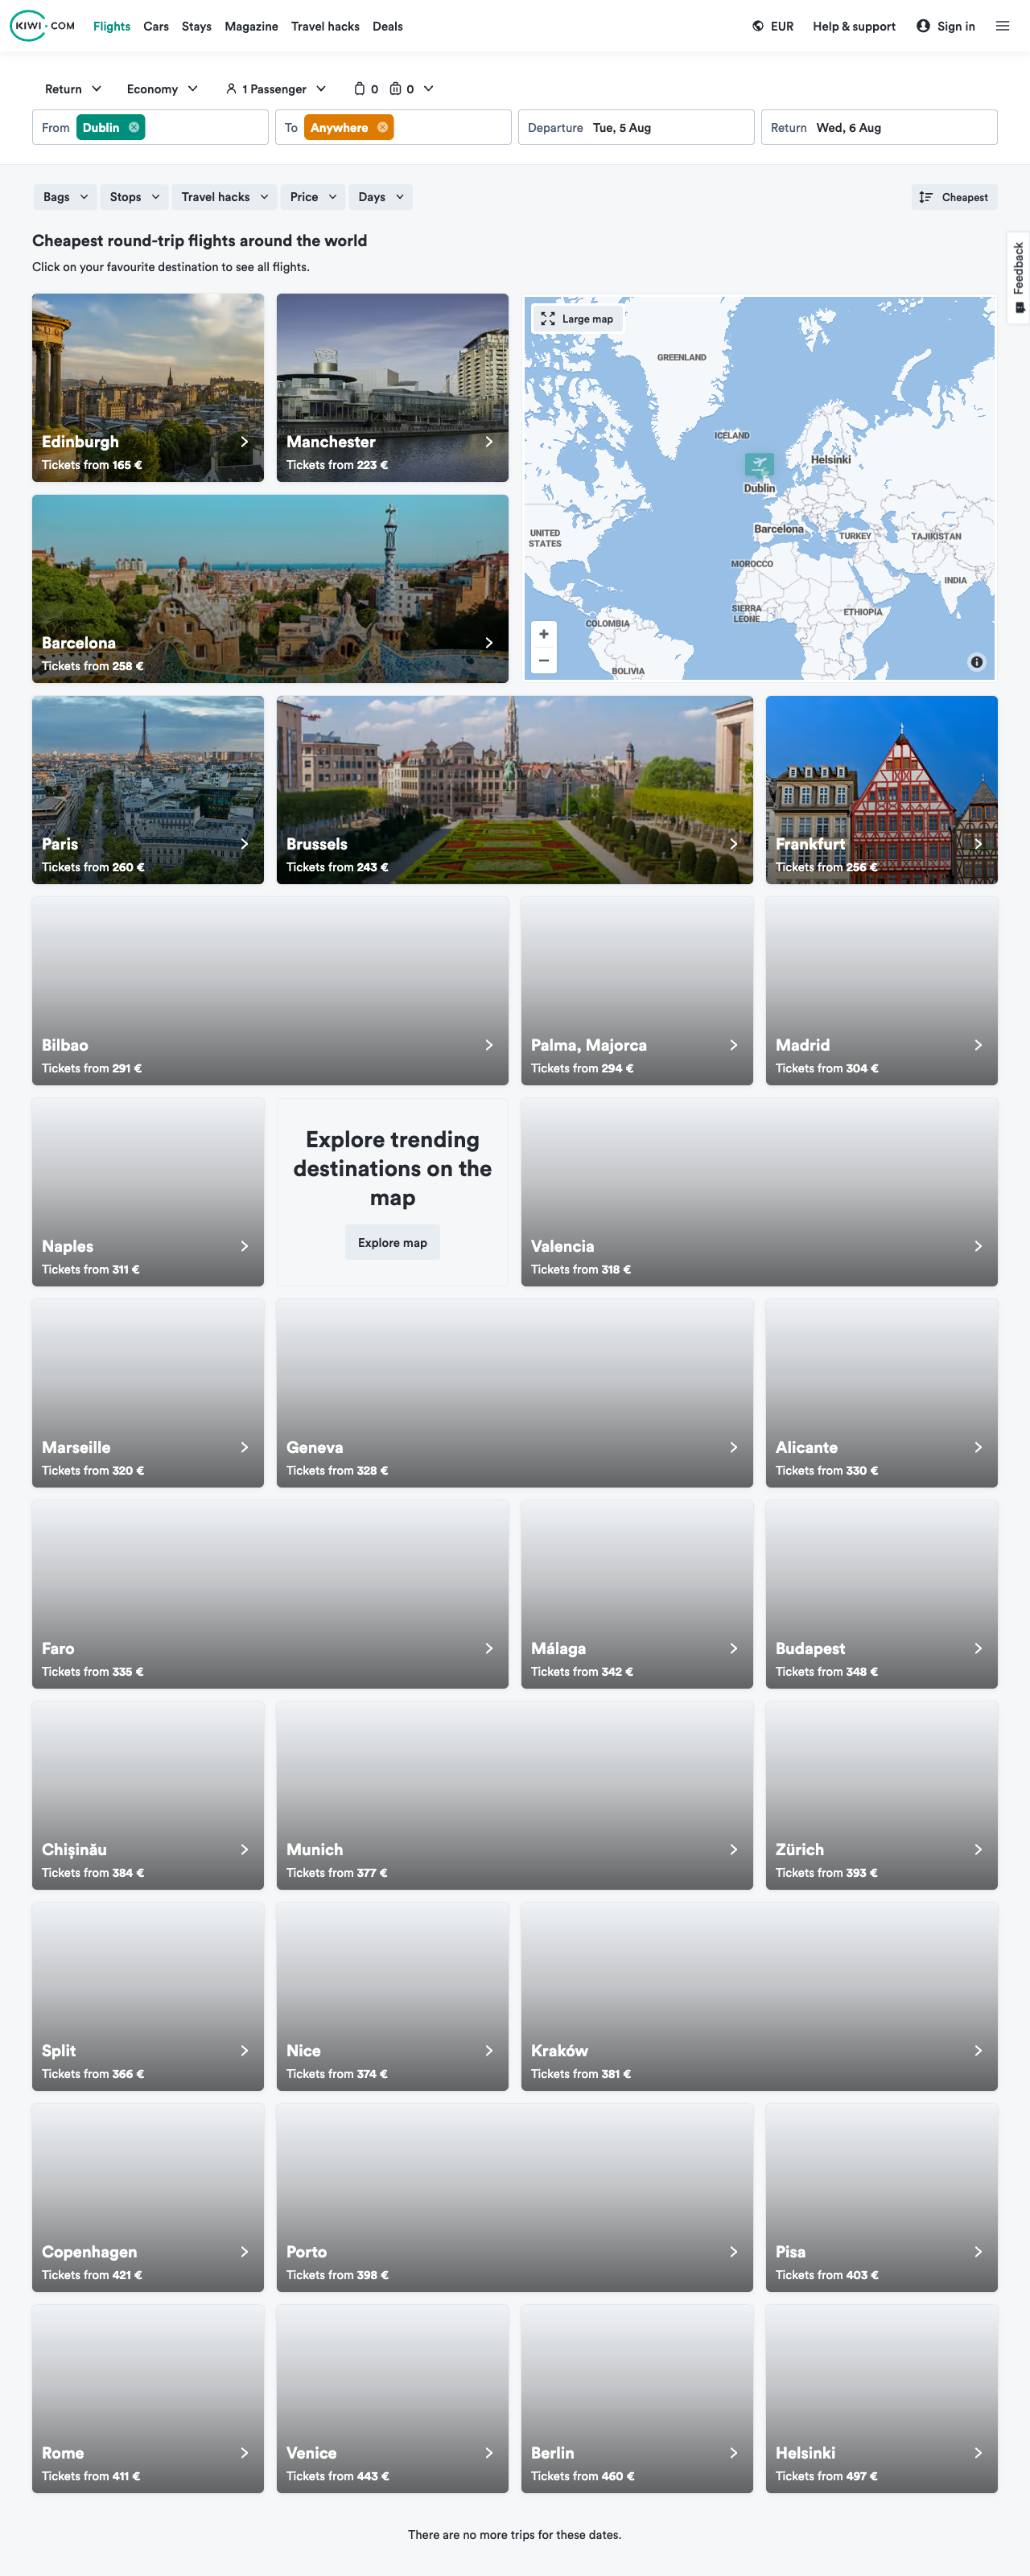 KIWI.COM
Flights
Cars
Stays
Magazine
Travel hacks
Deals
EUR
Help & support
Sign in
Return
Economy
1 Passenger
0
0
From
Dublin
To
Anywhere
Departure
Tue, 5 Aug
Return
Wed, 6 Aug
Bags
Stops
Travel hacks
Price
Days
Cheapest
Feedback
Cheapest round-trip flights around the world
Click on your favourite destination to see all flights.
Edinburgh
Tickets from 165 €
Manchester
Tickets from 223 €
Large map
GREENLAND
ICELAND
Helsinki
Dublin
Barcelona
UNITED
STATES
TURKEY
TAJIKISTAN
MOROCCO
INDIA
SIERRA
LEONE
ETHIOPIA
COLOMBIA
BOLIVIA
Barcelona
Tickets from 258 €
Paris
Tickets from 260 €
Brussels
Tickets from 243 €
Frankfurt
Tickets from 256 €
Bilbao
Tickets from 291 €
Palma, Majorca
Tickets from 294 €
Madrid
Tickets from 304 €
Naples
Tickets from 311 €
Explore trending
destinations on the
map
Explore map
Valencia
Tickets from 318 €
Marseille
Tickets from 320 €
Geneva
Tickets from 328 €
Alicante
Tickets from 330 €
Faro
Tickets from 335 €
Málaga
Tickets from 342 €
Budapest
Tickets from 348 €
Chișinău
Tickets from 384 €
Munich
Tickets from 377 €
Zürich
Tickets from 393 €
Split
Tickets from 366 €
Nice
Tickets from 374 €
Kraków
Tickets from 381 €
Copenhagen
Tickets from 421 €
Porto
Tickets from 398 €
Pisa
Tickets from 403 €
Rome
Tickets from 411 €
Venice
Tickets from 443 €
Berlin
Tickets from 460 €
Helsinki
Tickets from 497 €
There are no more trips for these dates.